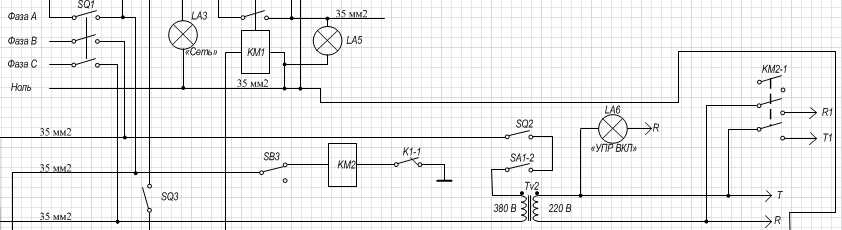 SQ1
Фаза А
LA3
35 мм2
Фаза В
«Сеть»
КМ1
LA5
Фаза С
Ноль
35 мм2
КМ2-1
LA6
R1
SQ2
R
35 мм2
T1
«УПР ВКЛ»
SB3
К1-1
SA1-2
35 мм2
КМ2
Tv2
SQ3
T
380 В
220 В
35 мм2
R